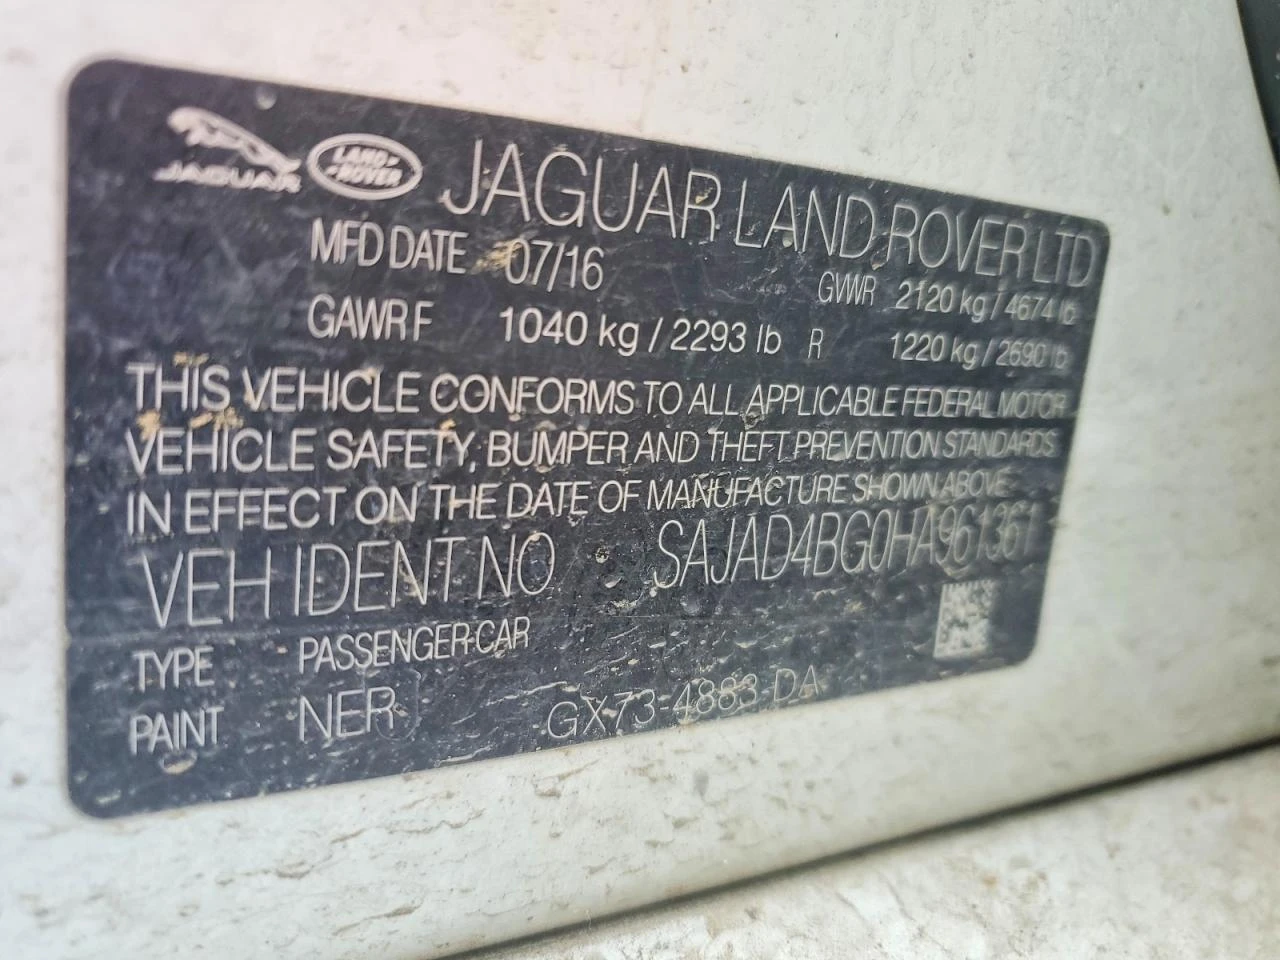 JAGUAR LAND ROVER JAGUAR LAND ROVER LTD
MFD DATE 07/16 GVWR 2120 kg / 4674 lb
GAWR F 1040 kg / 2293 lb R 1220 kg / 2690 lb
THIS VEHICLE CONFORMS TO ALL APPLICABLE FEDERAL MOTOR
VEHICLE SAFETY, BUMPER AND THEFT PREVENTION STANDARDS
IN EFFECT ON THE DATE OF MANUFACTURE SHOWN ABOVE
VEH IDENT NO SAJAD4BG0HA961361
TYPE PASSENGER CAR
PAINT NER GX73-4883-DA